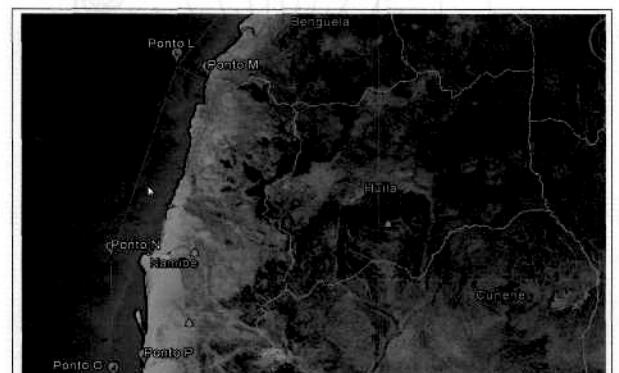 Benguela
Ponto L
Ponto M
Huíla
Ponto N
Namibe
Cunene
Ponto P
Ponto O